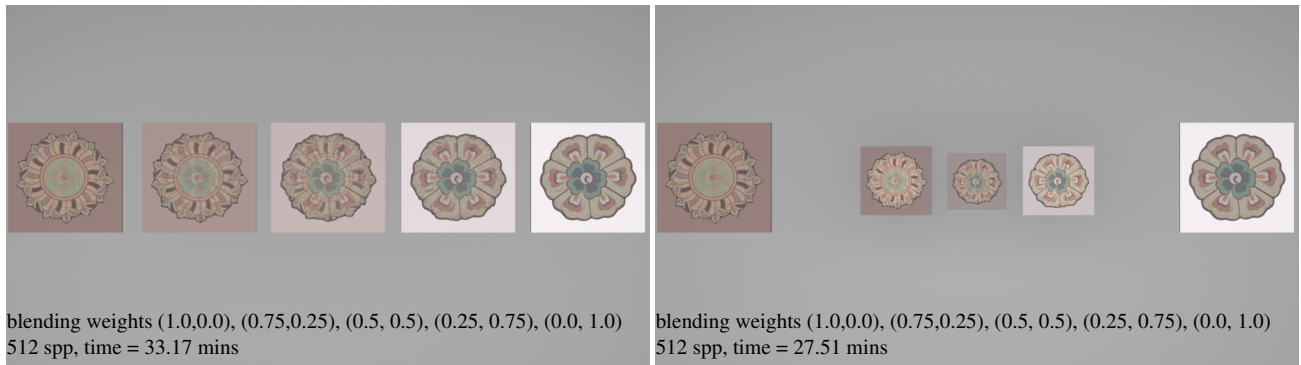 blending weights (1.0,0.0), (0.75,0.25), (0.5, 0.5), (0.25, 0.75), (0.0, 1.0)
512 spp, time = 33.17 mins
blending weights (1.0,0.0), (0.75,0.25), (0.5, 0.5), (0.25, 0.75), (0.0, 1.0)
512 spp, time = 27.51 mins